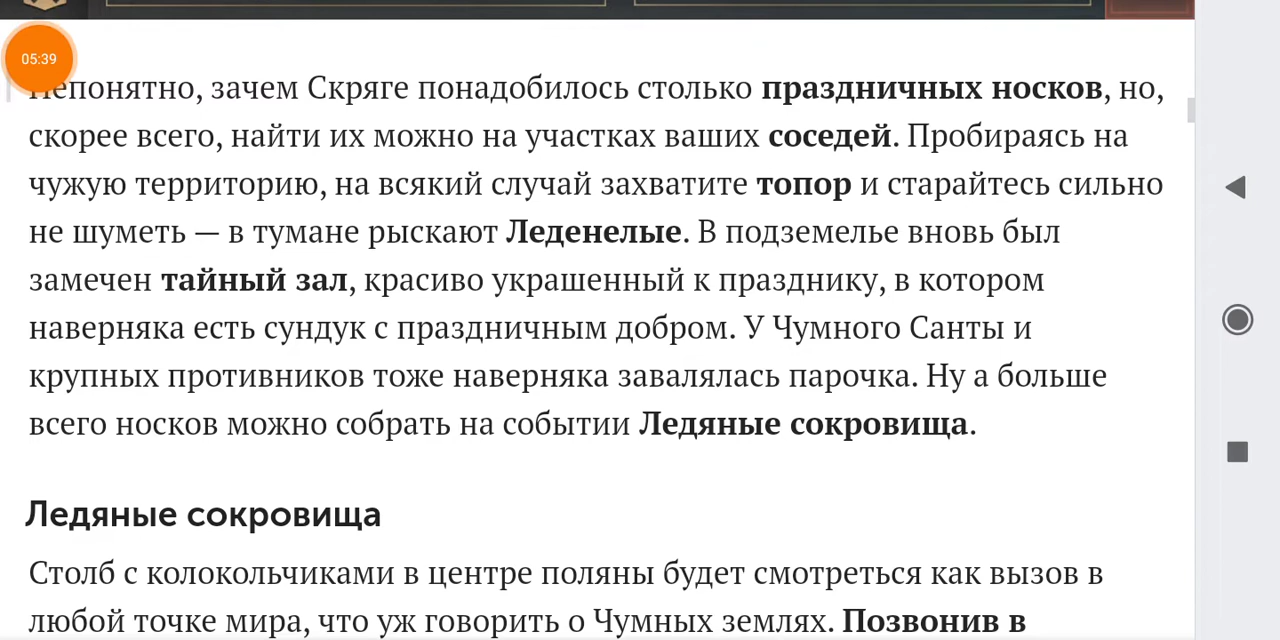 05:39
Непонятно, зачем Скряге понадобилось столько праздничных носков, но,
скорее всего, найти их можно на участках ваших соседей. Пробираясь на
чужую территорию, на всякий случай захватите топор и старайтесь сильно
не шуметь — в тумане рыскают Леденелые. В подземелье вновь был
замечен тайный зал, красиво украшенный к празднику, в котором
наверняка есть сундук с праздничным добром. У Чумного Санты и
крупных противников тоже наверняка завалялась парочка. Ну а больше
всего носков можно собрать на событии Ледяные сокровища.
Ледяные сокровища
Столб с колокольчиками в центре поляны будет смотреться как вызов в
любой точке мира, что уж говорить о Чумных землях. Позвонив в